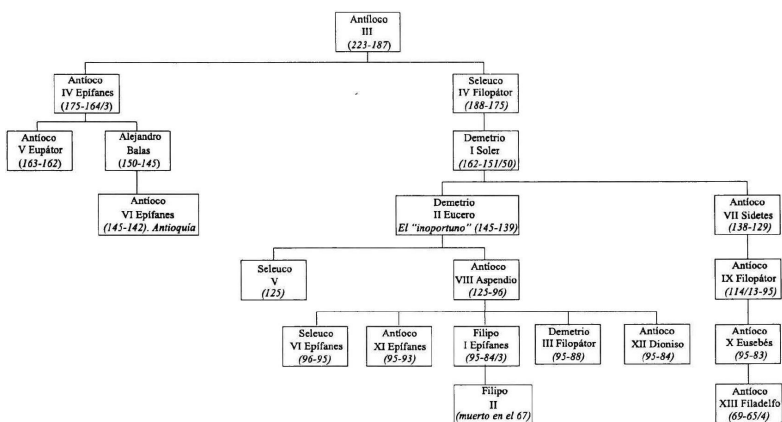 Antíloco
III
(223-187)
Antíoco
IV Epífanes
(175-164/3)
Seleuco
IV Filopátor
(188-175)
Antíoco
V Eupátor
(163-162)
Alejandro
Balas
(150-145)
Demetrio
I Soler
(162-151/50)
Antíoco
VI Epífanes
(145-142). Antioquía
Demetrio
II Eucero
El "inoportuno" (145-139)
Antíoco
VII Sidetes
(138-129)
Seleuco
V
(125)
Antíoco
VIII Aspendio
(125-96)
Antíoco
IX Filopátor
(114/13-95)
Seleuco
VI Epífanes
(96-95)
Antíoco
XI Epífanes
(95-93)
Filipo
I Epífanes
(95-84/3)
Demetrio
III Filopátor
(95-88)
Antíoco
XII Dioniso
(95-84)
Antíoco
X Eusebés
(95-83)
Filipo
II
(muerto en el 67)
Antíoco
XIII Filadelfo
(69-65/4)